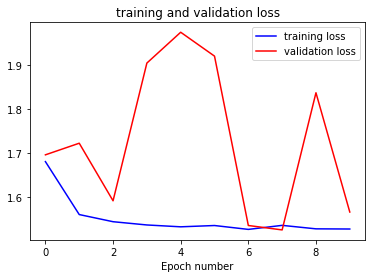 training and validation loss
training loss
validation loss
1.9
1.8
1.7
1.6
0 2 4 6 8
Epoch number